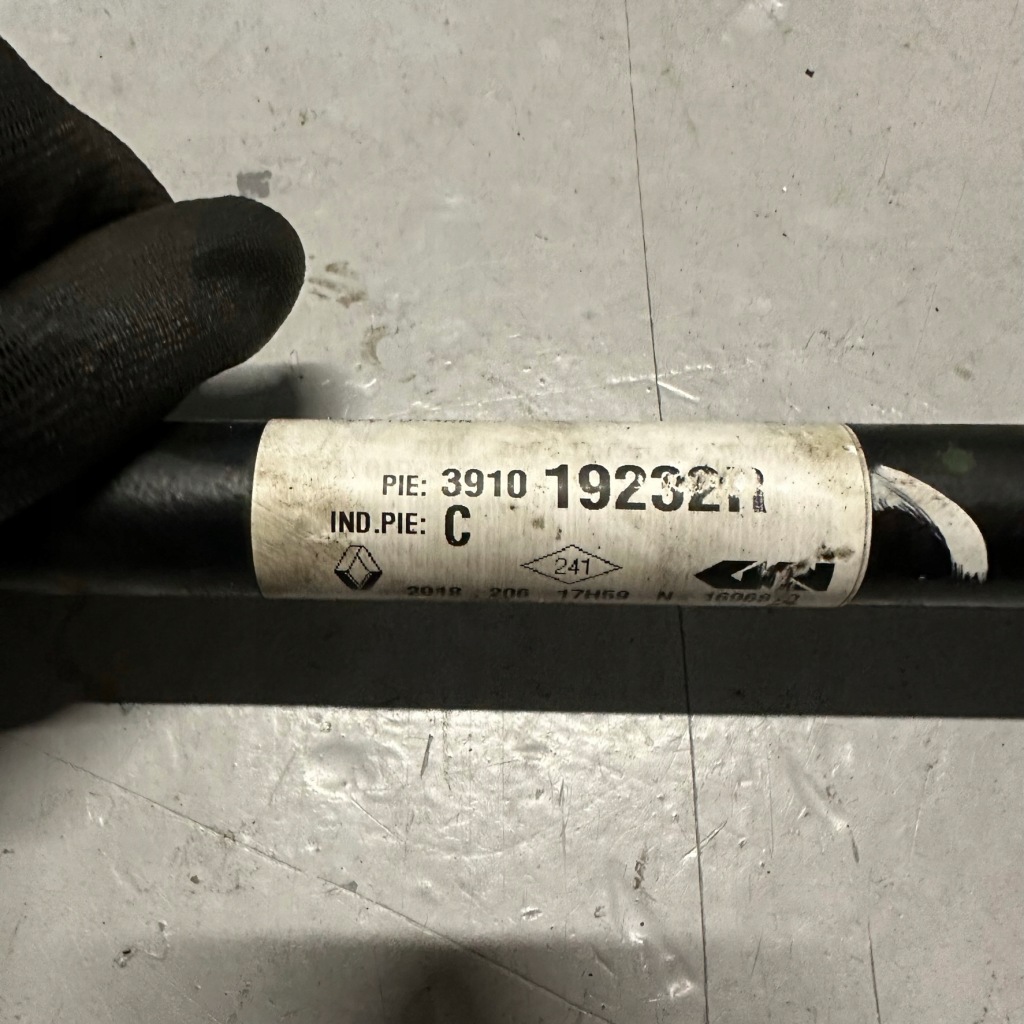 PIE: 3910 19232R
IND.PIE: C
241
2018 206 17H59 N